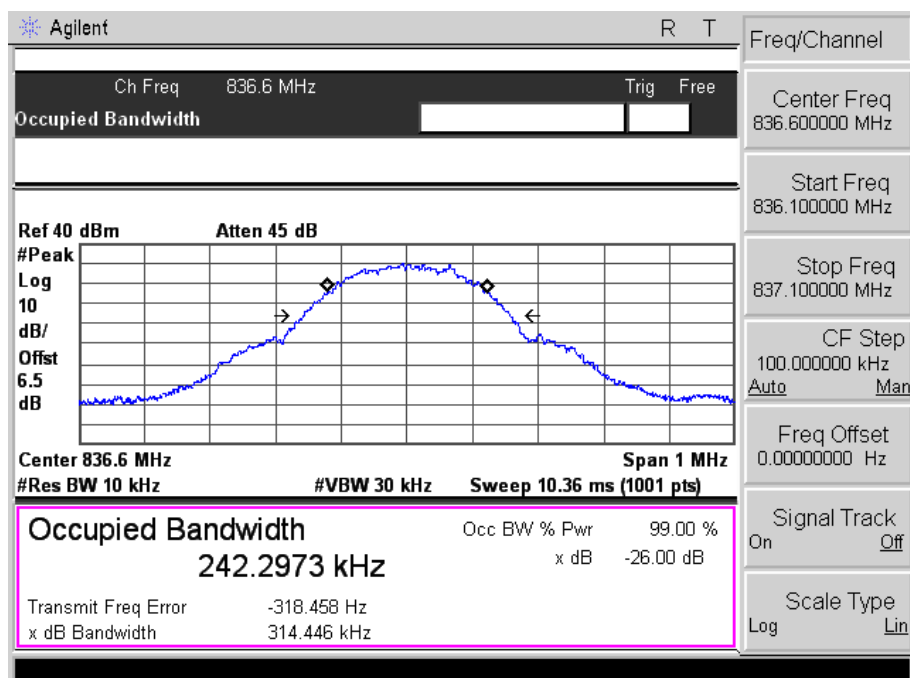 Agilent R T
Ch Freq 836.6 MHz Trig Free
Occupied Bandwidth
Ref 40 dBm Atten 45 dB
#Peak
Log
10
dB/
Offst
6.5
dB
Center 836.6 MHz Span 1 MHz
#Res BW 10 kHz #VBW 30 kHz Sweep 10.36 ms (1001 pts)
Occupied Bandwidth
242.2973 kHz
Occ BW % Pwr 99.00 %
x dB -26.00 dB
Transmit Freq Error -318.458 Hz
x dB Bandwidth 314.446 kHz
Freq/Channel
Center Freq
836.600000 MHz
Start Freq
836.100000 MHz
Stop Freq
837.100000 MHz
CF Step
100.000000 kHz
Auto Man
Freq Offset
0.00000000 Hz
Signal Track
On Off
Scale Type
Log Lin